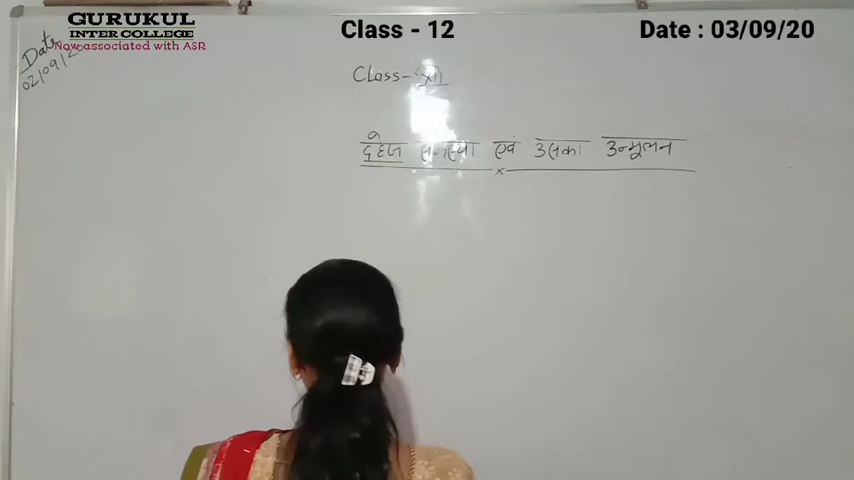 GURUKUL
INTER COLLEGE
Now associated with ASR
Class - 12
Date : 03/09/20
Date
02/09/20
Class-XII
दहेज समस्या एवं उसका उन्मूलन